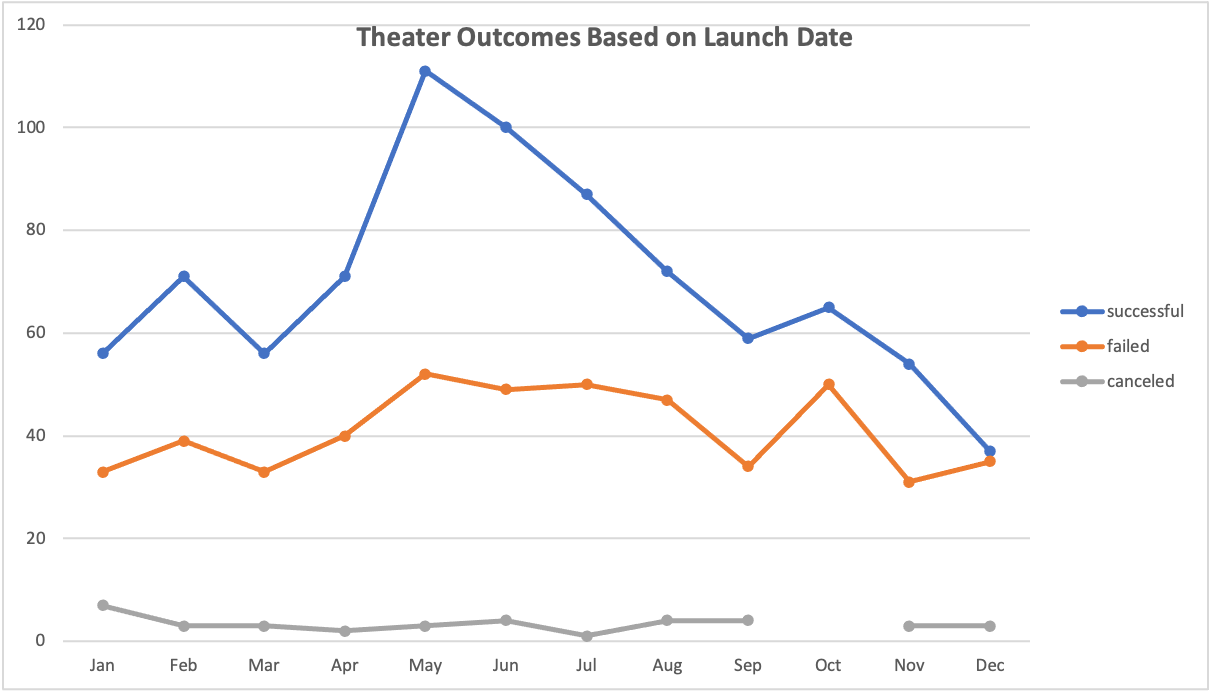 Theater Outcomes Based on Launch Date
120
100
80
60
40
20
0
Jan Feb Mar Apr May Jun Jul Aug Sep Oct Nov Dec
successful
failed
canceled